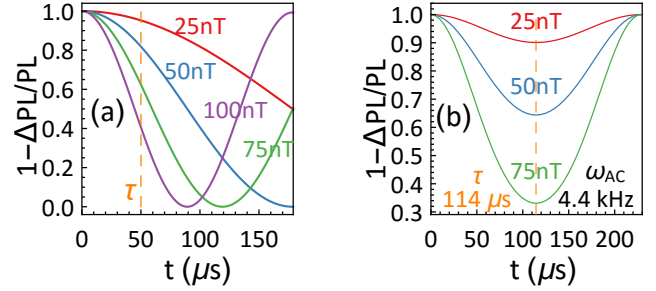 1−ΔPL/PL
1.0
0.8
0.6
0.4
0.2
0.0
(a)
25nT
50nT
100nT
75nT
τ
0
50
100
150
t (μs)
1−ΔPL/PL
1.0
0.9
0.8
0.7
0.6
0.5
0.4
0.3
(b)
25nT
50nT
75nT
τ
114 μs
ωAC
4.4 kHz
0
50
100
150
200
t (μs)